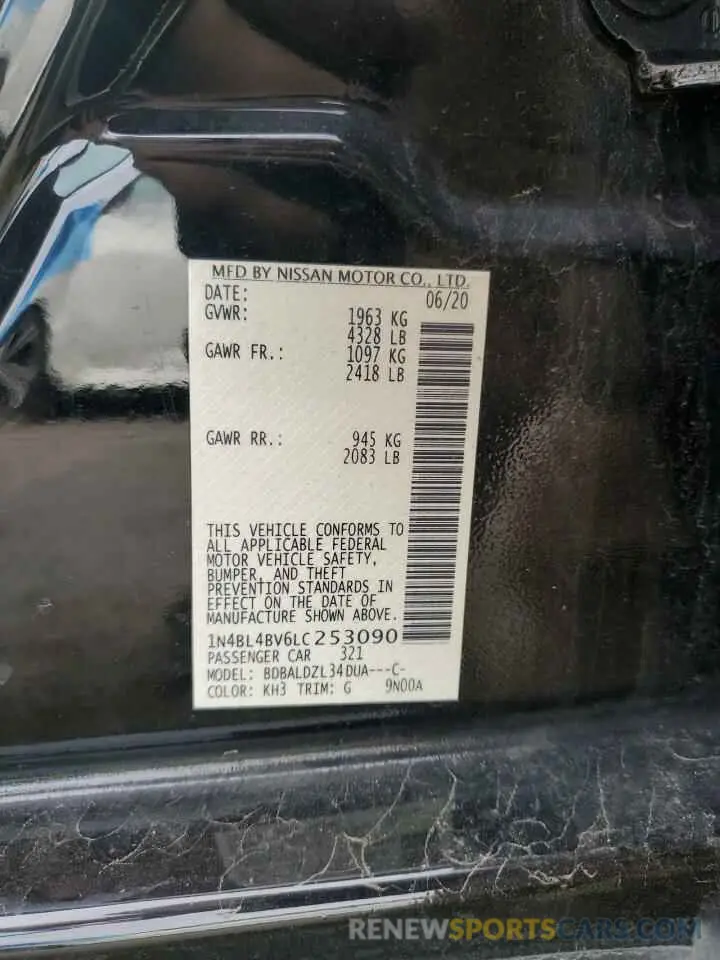 MFD BY NISSAN MOTOR CO., LTD.
DATE: 06/20
GVWR: 1963 KG
4328 LB
GAWR FR.: 1097 KG
2418 LB
GAWR RR.: 945 KG
2083 LB
THIS VEHICLE CONFORMS TO
ALL APPLICABLE FEDERAL
MOTOR VEHICLE SAFETY,
BUMPER, AND THEFT
PREVENTION STANDARDS IN
EFFECT ON THE DATE OF
MANUFACTURE SHOWN ABOVE.
1N4BL4BV6LC253090
PASSENGER CAR 321
MODEL: BDBALDZL34DUA---C-
COLOR: KH3 TRIM: G 9N00A
RENEWSPORTSCARS.COM